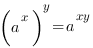 (a^x)^y = a^{xy}